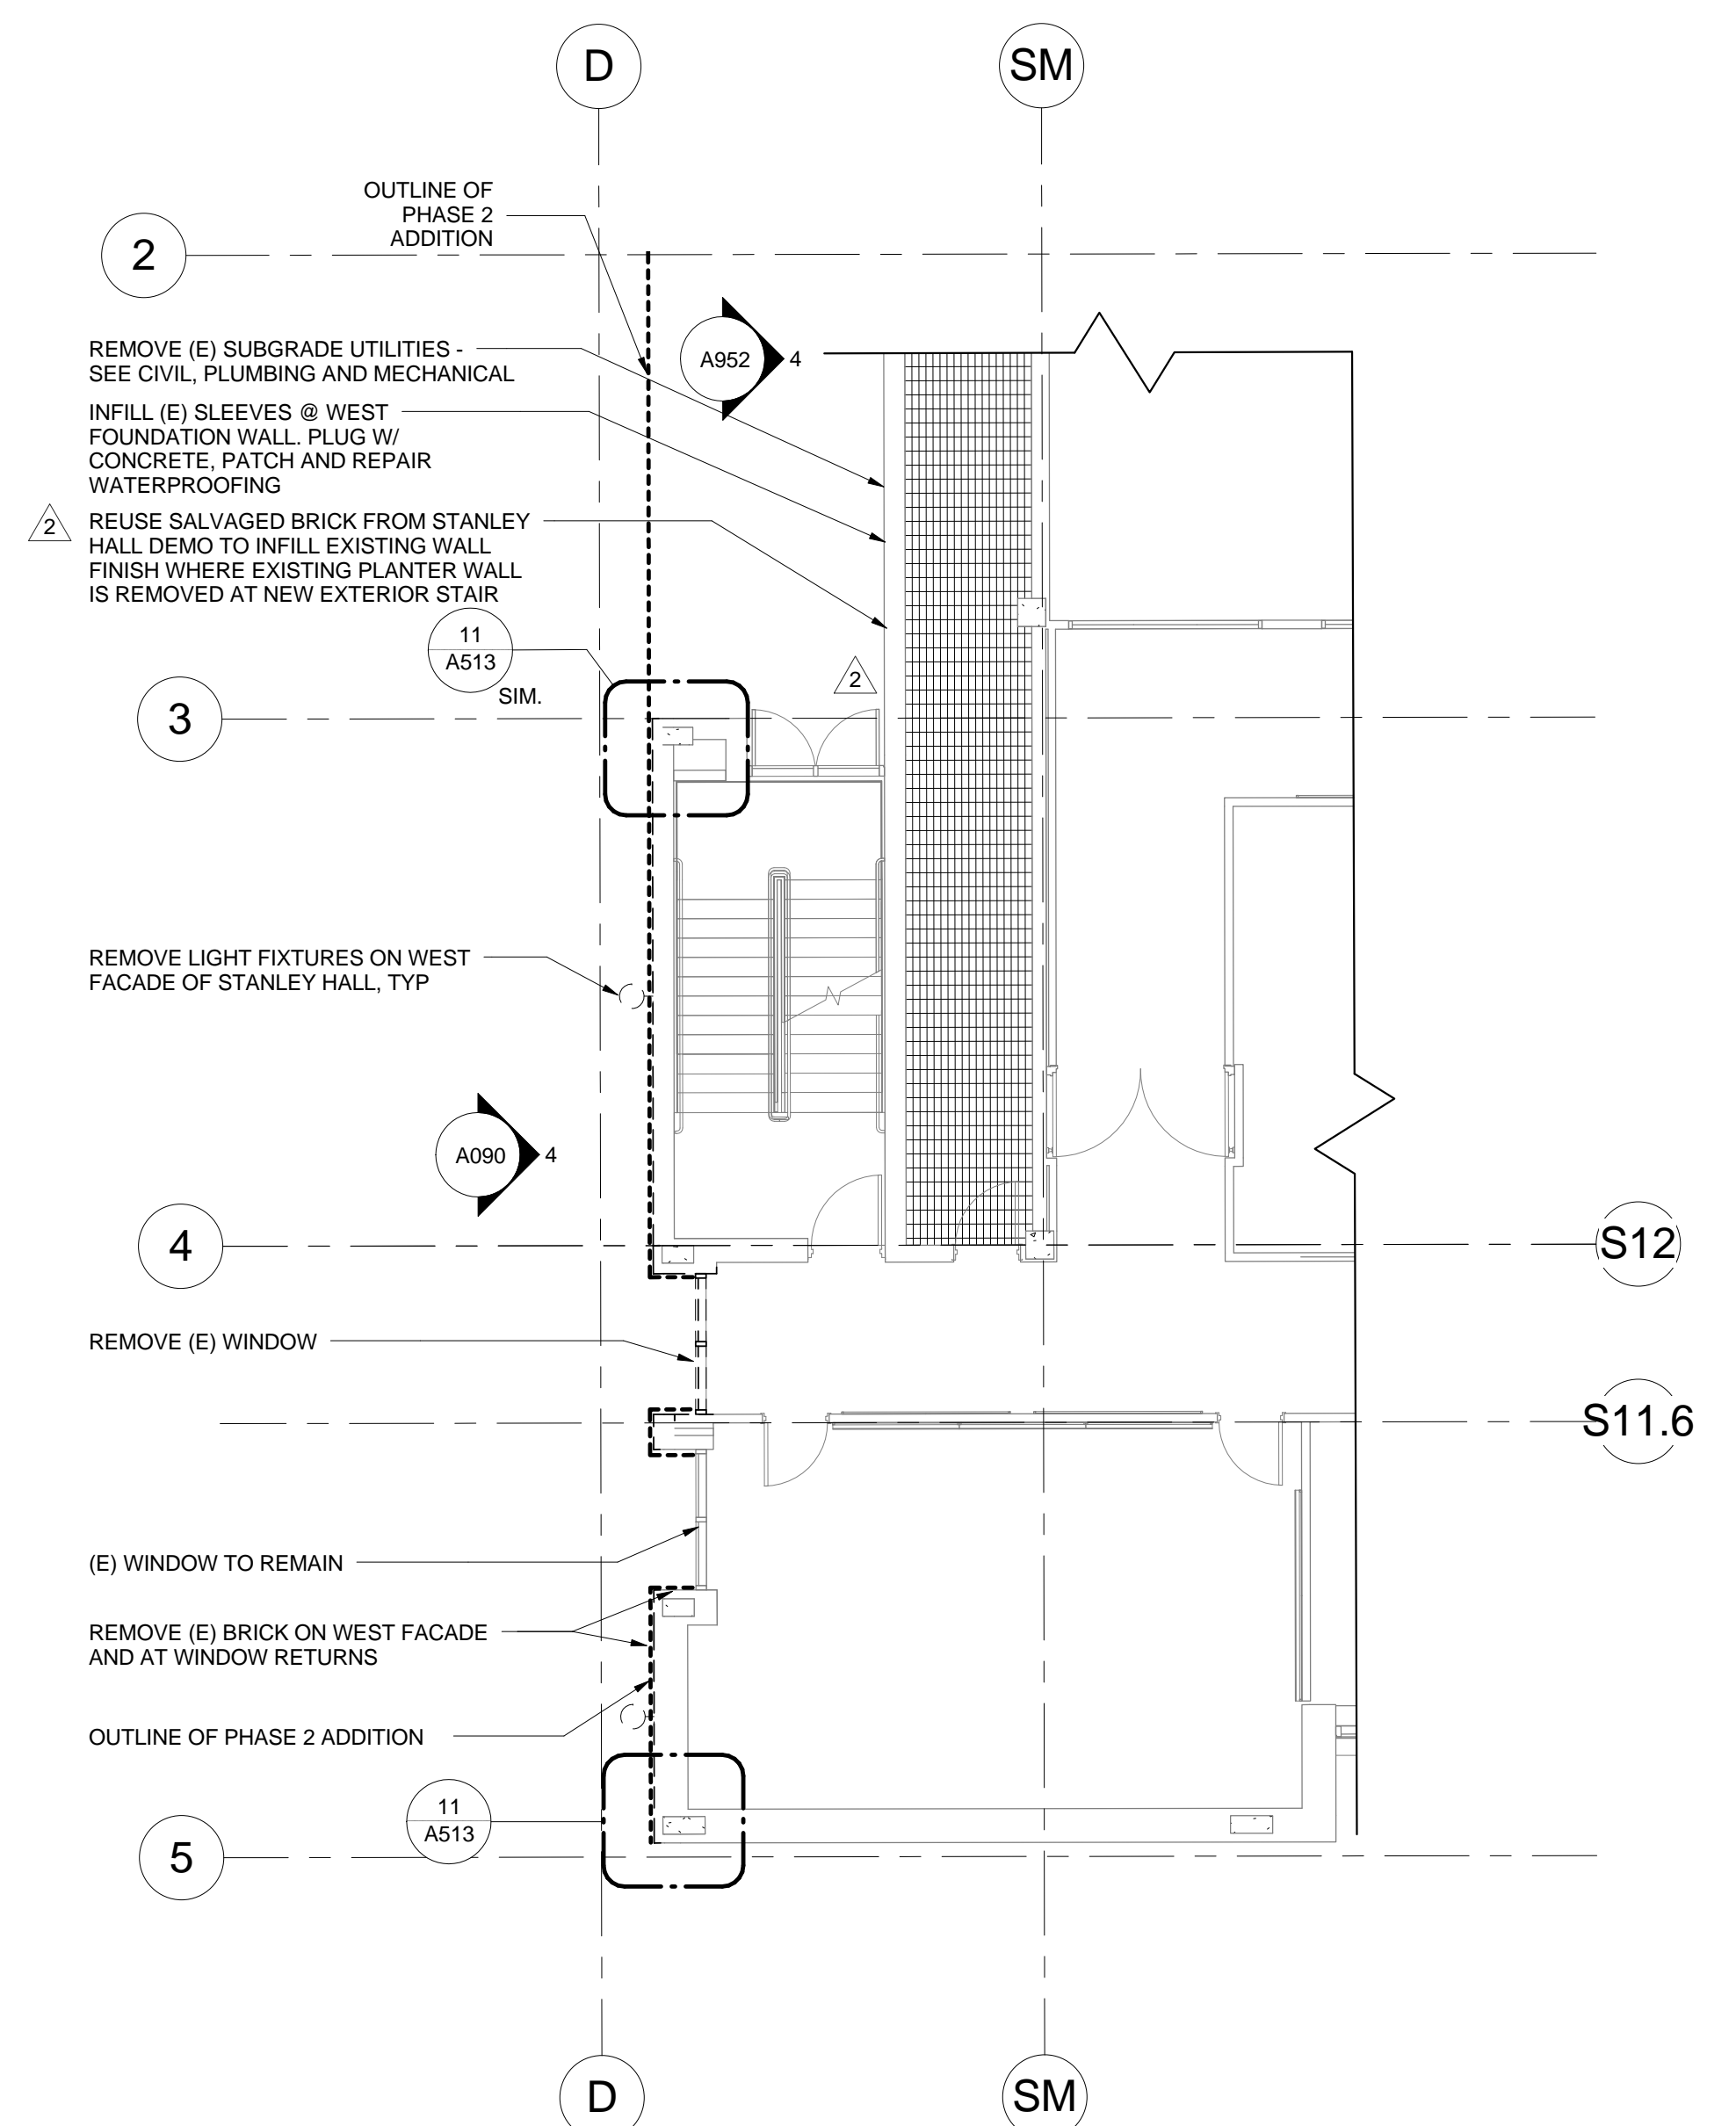 D
SM
OUTLINE OF
PHASE 2
ADDITION
2
REMOVE (E) SUBGRADE UTILITIES -
SEE CIVIL, PLUMBING AND MECHANICAL
A952
4
INFILL (E) SLEEVES @ WEST
FOUNDATION WALL. PLUG W/
CONCRETE, PATCH AND REPAIR
WATERPROOFING
2
REUSE SALVAGED BRICK FROM STANLEY
HALL DEMO TO INFILL EXISTING WALL
FINISH WHERE EXISTING PLANTER WALL
IS REMOVED AT NEW EXTERIOR STAIR
11
A513
SIM.
2
3
REMOVE LIGHT FIXTURES ON WEST
FACADE OF STANLEY HALL, TYP
A090
4
4
S12
REMOVE (E) WINDOW
S11.6
(E) WINDOW TO REMAIN
REMOVE (E) BRICK ON WEST FACADE
AND AT WINDOW RETURNS
OUTLINE OF PHASE 2 ADDITION
11
A513
5
D
SM